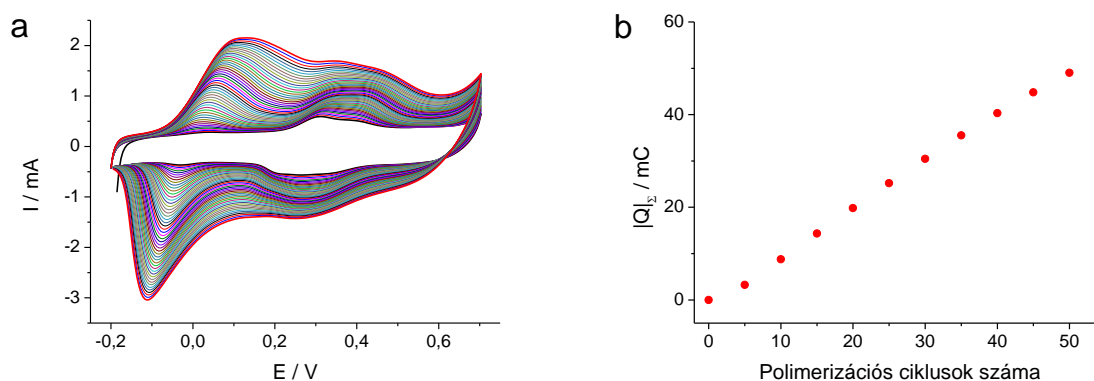 a
I / mA
2
1
0
-1
-2
-3
-0,2 0,0 0,2 0,4 0,6
E / V
b
|Q|Σ / mC
60
40
20
0
0 10 20 30 40 50
Polimerizációs ciklusok száma